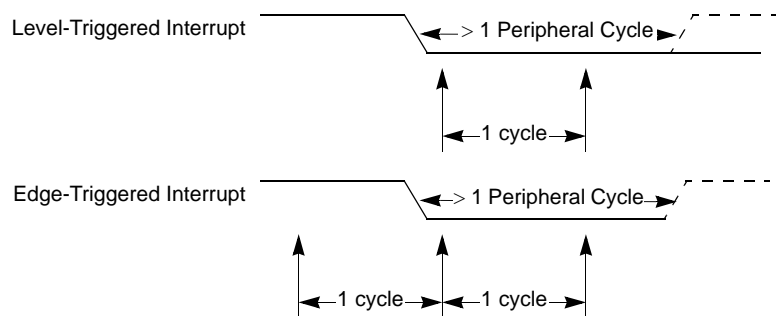 Level-Triggered Interrupt
> 1 Peripheral Cycle
1 cycle
Edge-Triggered Interrupt
> 1 Peripheral Cycle
1 cycle
1 cycle